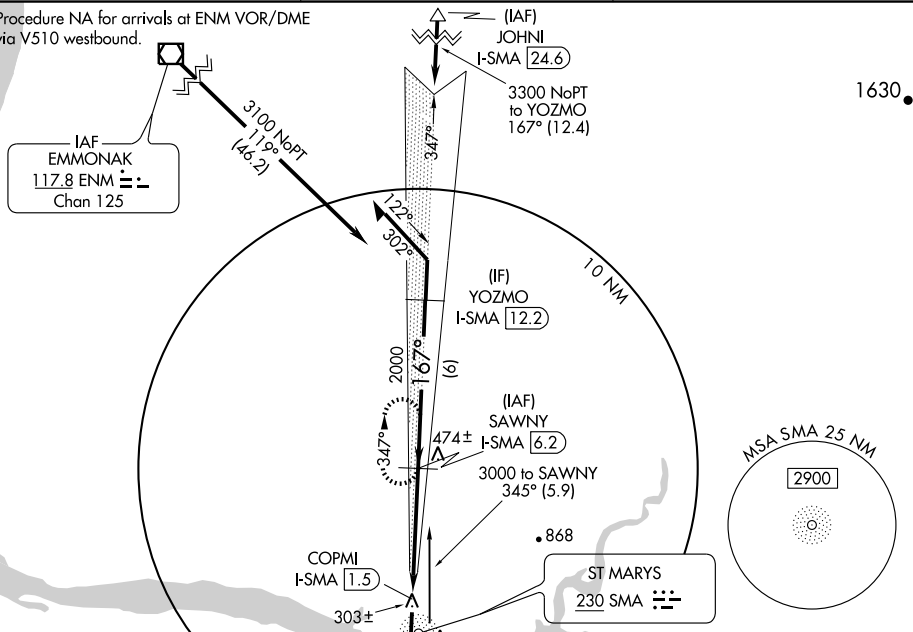 Procedure NA for arrivals at ENM VOR/DME
via V510 westbound.
(IAF)
JOHNI
I-SMA 24.6
3300 NoPT
to YOZMO
167° (12.4)
1630
3100 NoPT
119°
(46.2)
347°
IAF
EMMONAK
117.8 ENM
Chan 125
122°
302°
10 NM
(IF)
YOZMO
I-SMA 12.2
2000
167°
(6)
(IAF)
SAWNY
I-SMA 6.2
474±
347°
3000 to SAWNY
345° (5.9)
MSA SMA 25 NM
2900
868
COPMI
I-SMA 1.5
303±
ST MARYS
230 SMA